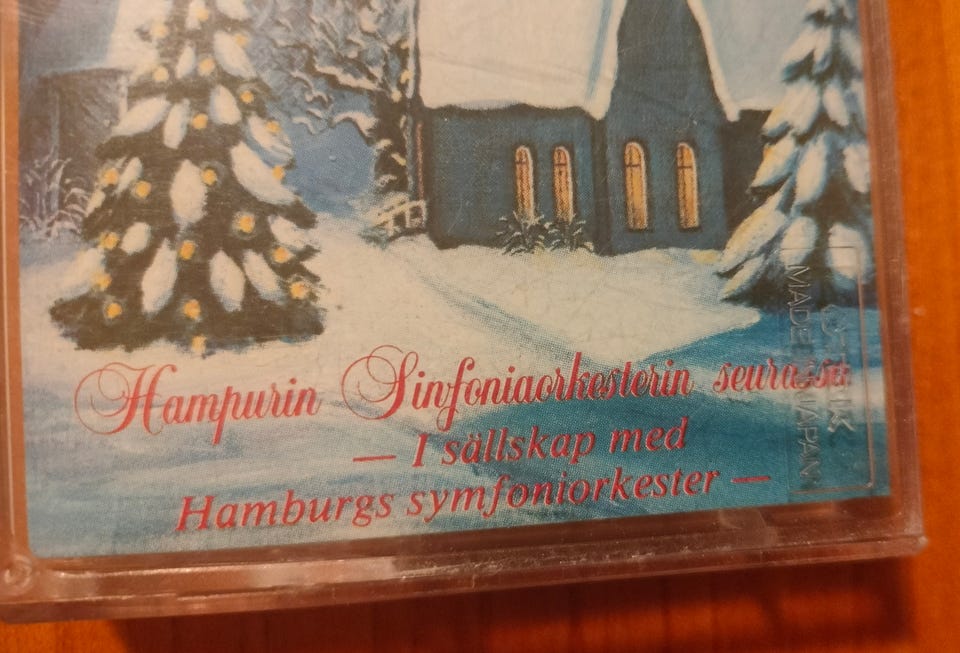 Hampurin Sinfoniaorkesterin seurassa
— I sällskap med
Hamburgs symfoniorkester —
MADE IN JAPAN